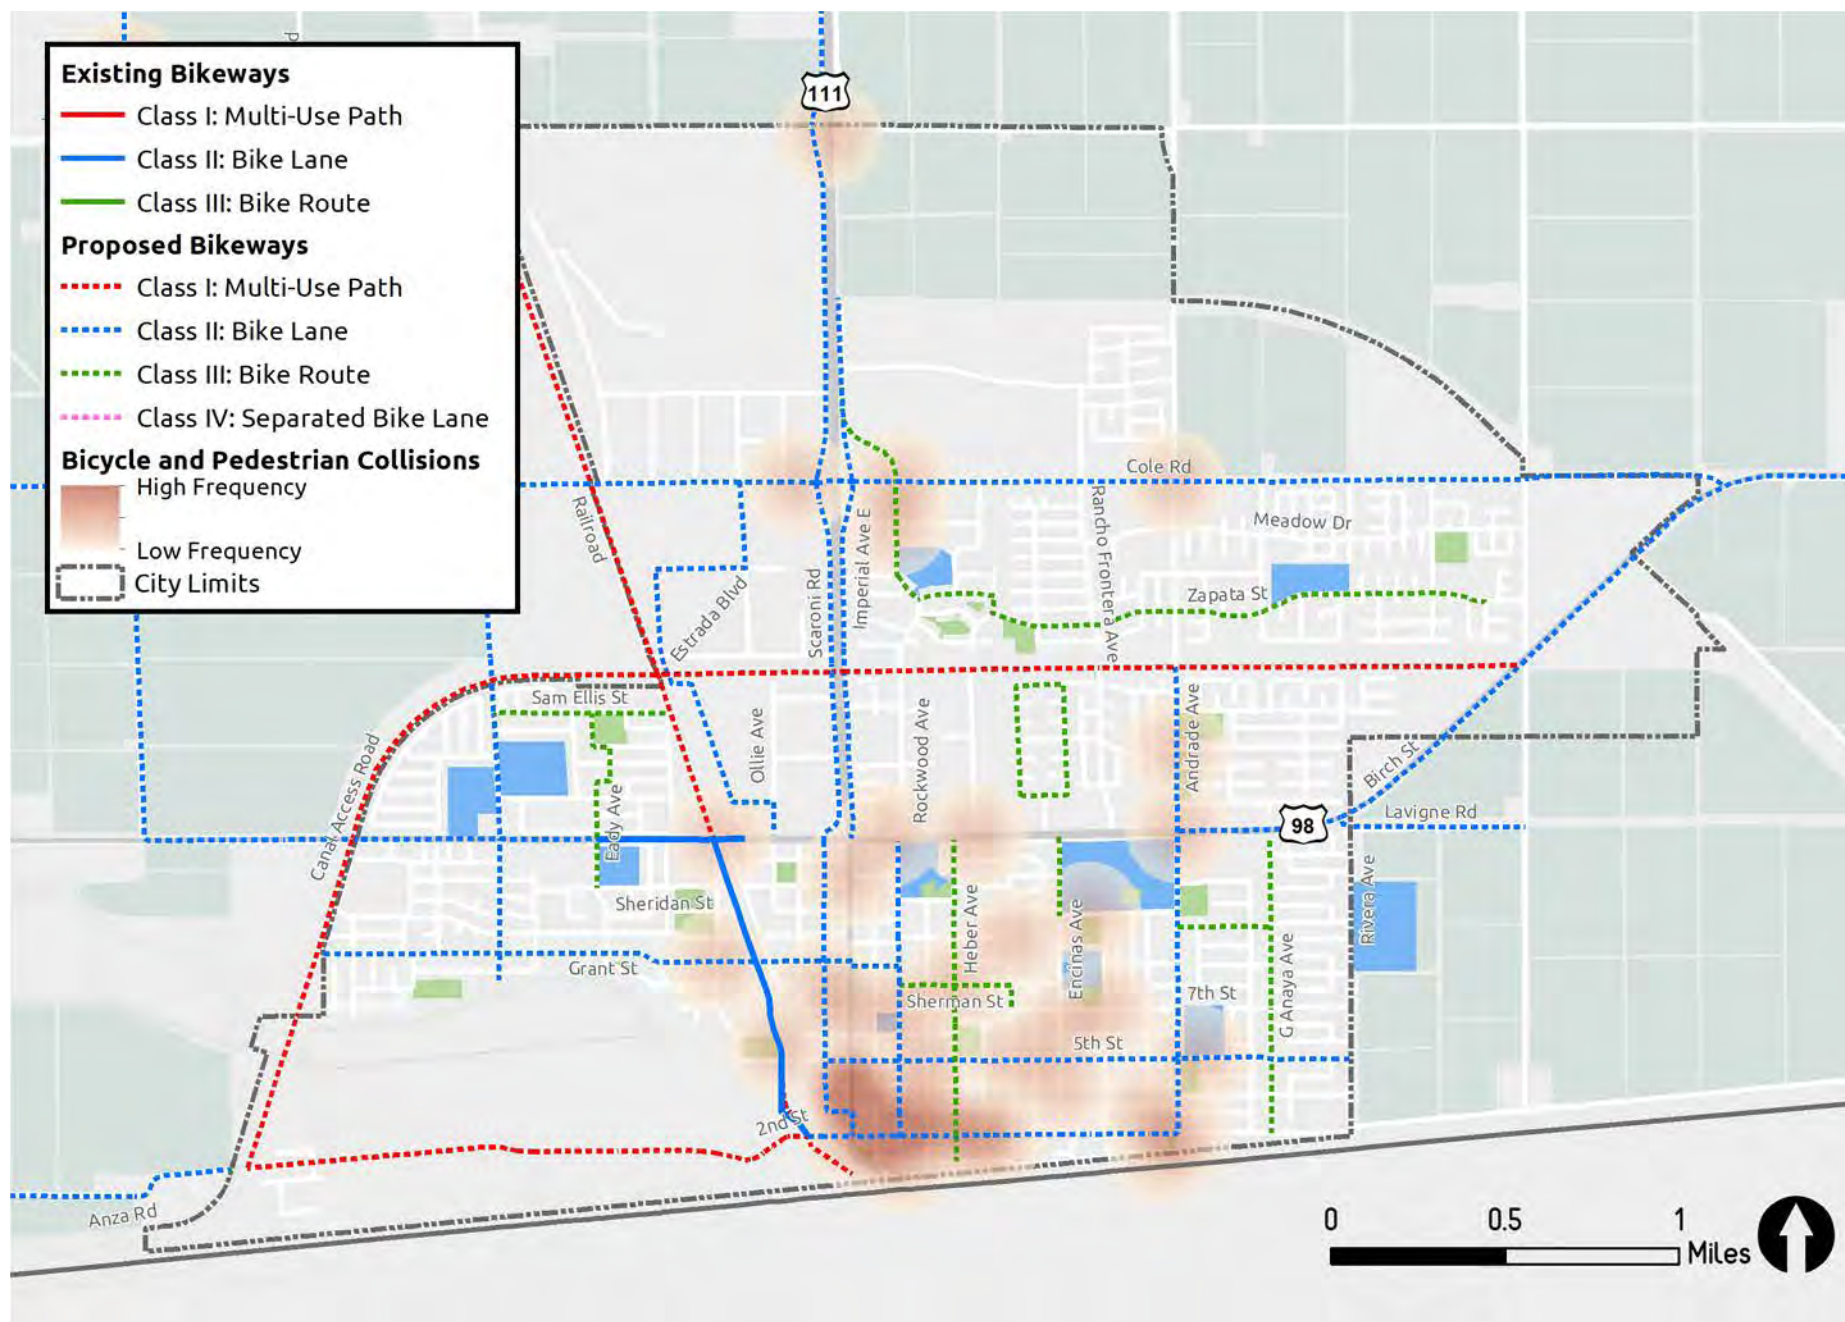 Existing Bikeways
Class I: Multi-Use Path
Class II: Bike Lane
Class III: Bike Route
Proposed Bikeways
Class I: Multi-Use Path
Class II: Bike Lane
Class III: Bike Route
Class IV: Separated Bike Lane
Bicycle and Pedestrian Collisions
High Frequency
Low Frequency
City Limits
111
Cole Rd
Meadow Dr
Railroad
Rancho Frontera Ave
Imperial Ave E
Scaroni Rd
Estrada Blvd
Zapata St
Sam Ellis St
Ollie Ave
Rockwood Ave
Andrade Ave
Canal Access Road
Birch St
Lavigne Rd
98
Eady Ave
Sheridan St
Heber Ave
Encinas Ave
Rivera Ave
Grant St
Sherman St
7th St
G Anaya Ave
5th St
2nd St
Anza Rd
0 0.5 1
Miles